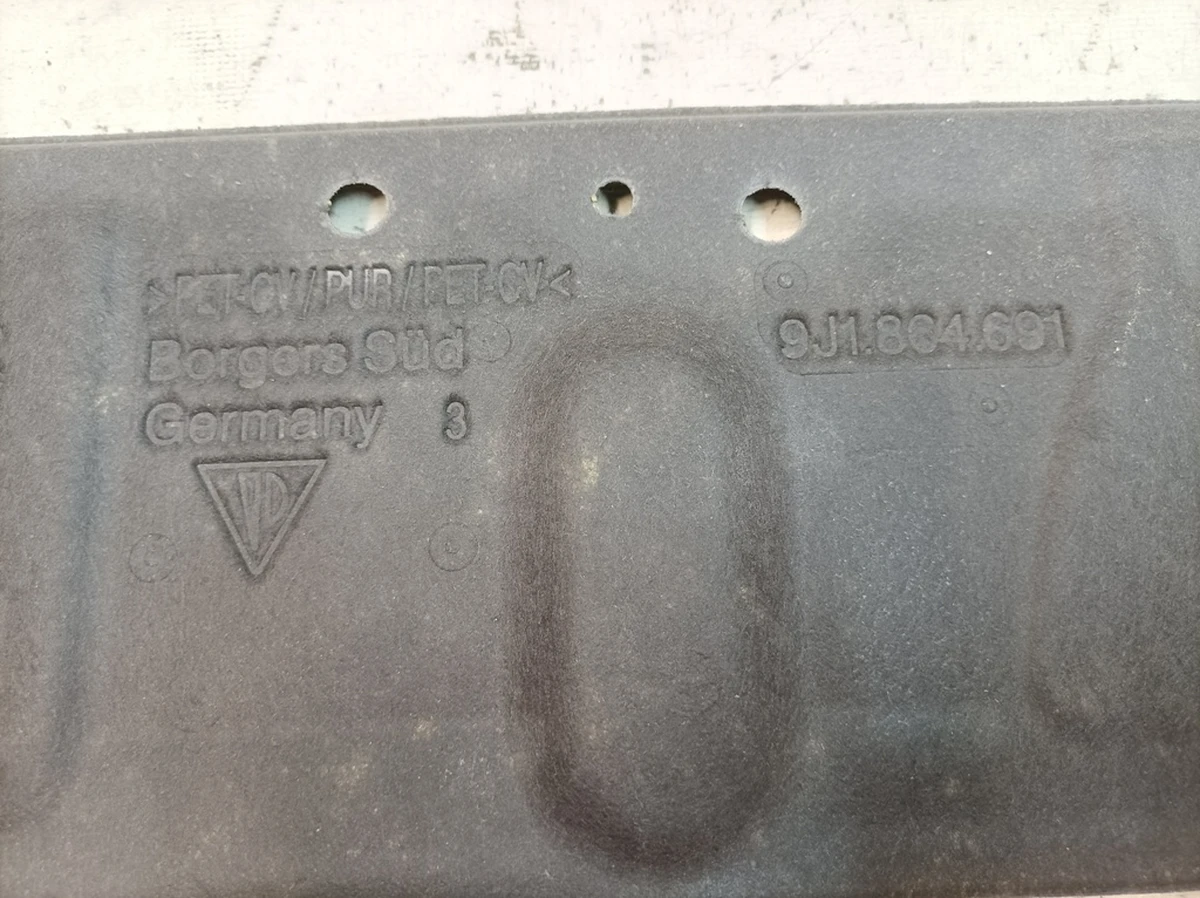 >PET-CV/PUR/PET-CV<
Borgers Süd
Germany 3
9J1.864.691